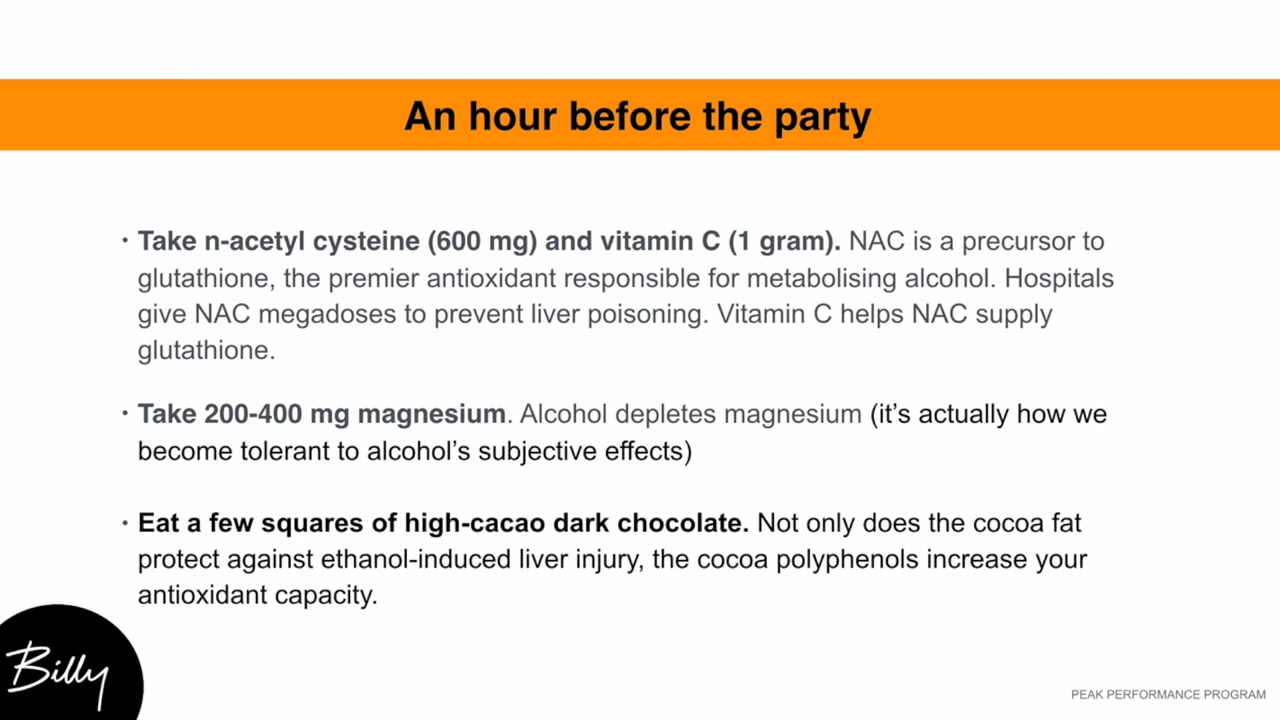 An hour before the party
• Take n-acetyl cysteine (600 mg) and vitamin C (1 gram). NAC is a precursor to
glutathione, the premier antioxidant responsible for metabolising alcohol. Hospitals
give NAC megadoses to prevent liver poisoning. Vitamin C helps NAC supply
glutathione.
• Take 200-400 mg magnesium. Alcohol depletes magnesium (it’s actually how we
become tolerant to alcohol’s subjective effects)
• Eat a few squares of high-cacao dark chocolate. Not only does the cocoa fat
protect against ethanol-induced liver injury, the cocoa polyphenols increase your
antioxidant capacity.
Billy
PEAK PERFORMANCE PROGRAM